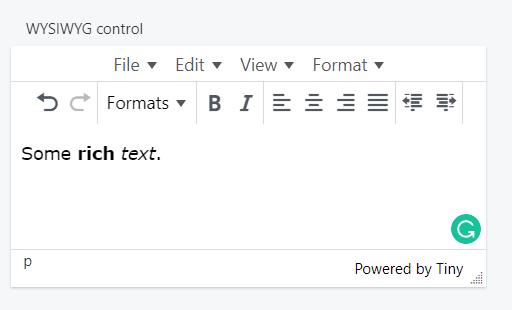 WYSIWYG control
File Edit View Format
Formats B I
Some rich text.
p
Powered by Tiny